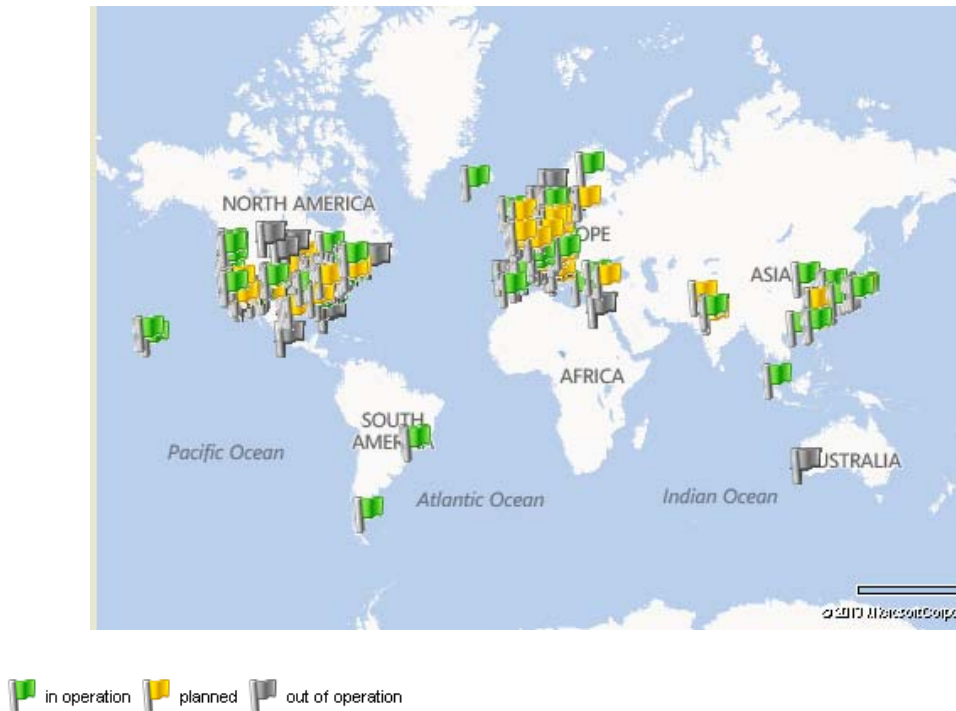 NORTH AMERICA
OPE
ASIA
AFRICA
SOUTH
AMER
Pacific Ocean
USTRALIA
Atlantic Ocean
Indian Ocean
in operation planned out of operation